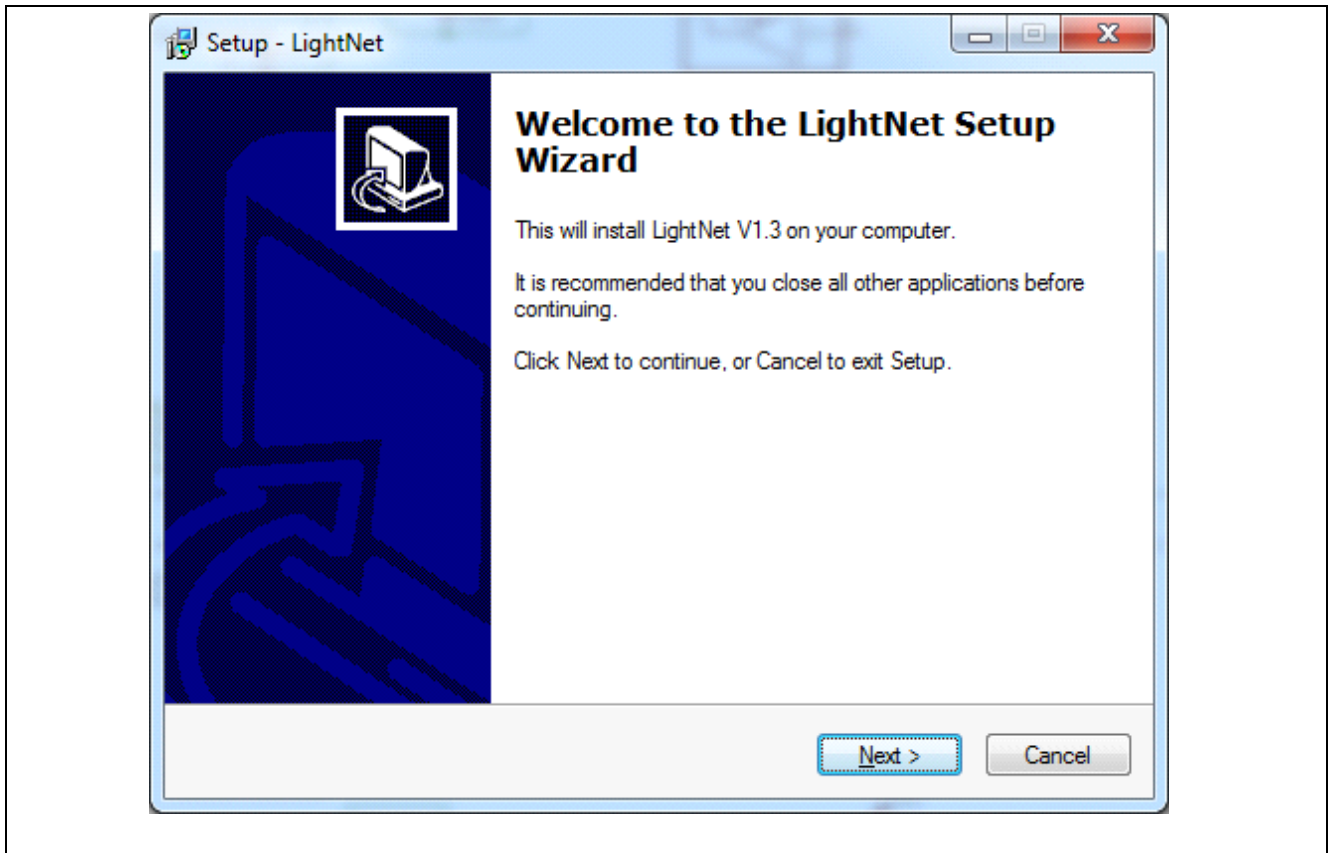 Setup - LightNet
Welcome to the LightNet Setup
Wizard
This will install LightNet V1.3 on your computer.
It is recommended that you close all other applications before
continuing.
Click Next to continue, or Cancel to exit Setup.
Next > Cancel